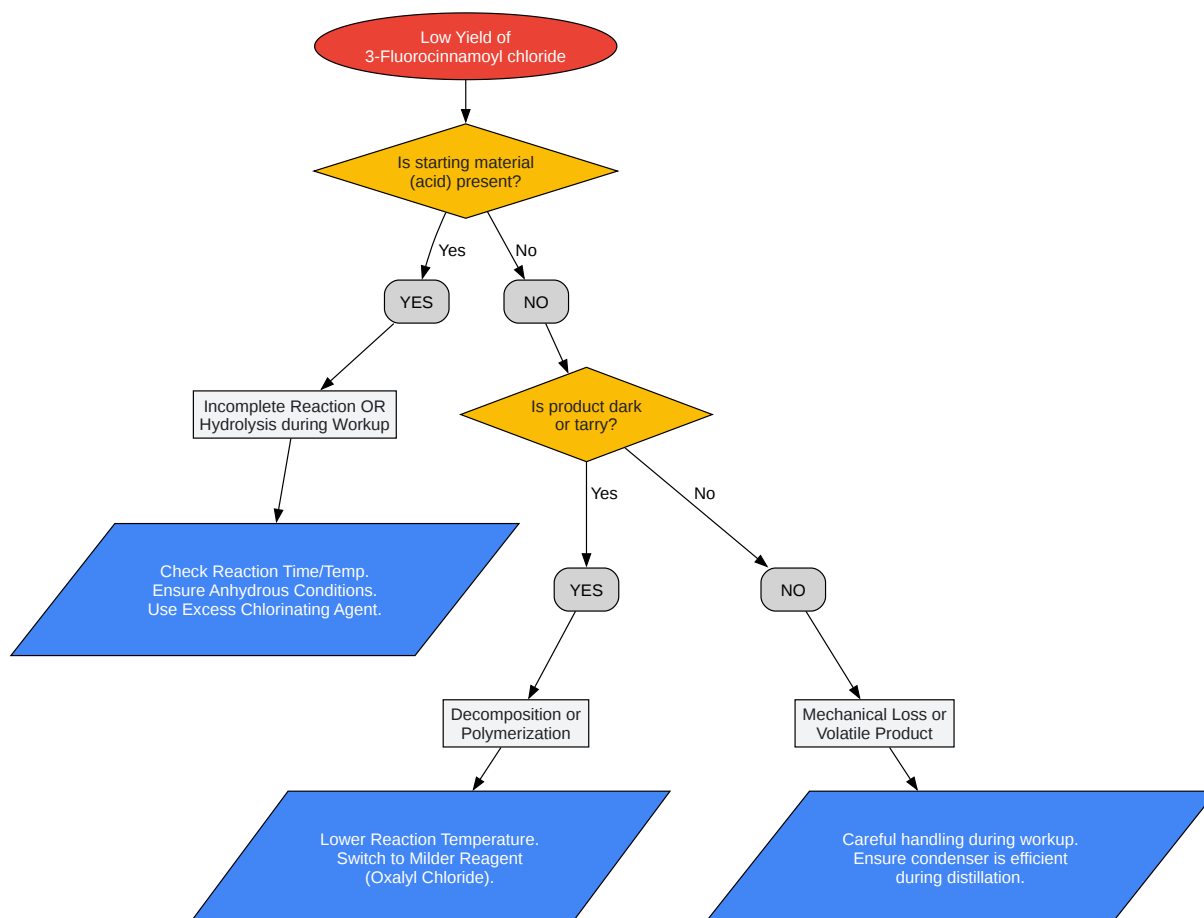 Low Yield of
3-Fluorocinnamoyl chloride
Is starting material
(acid) present?
Yes
No
YES
NO
Incomplete Reaction OR
Hydrolysis during Workup
Is product dark
or tarry?
Yes
No
Check Reaction Time/Temp.
Ensure Anhydrous Conditions.
Use Excess Chlorinating Agent.
YES
NO
Decomposition or
Polymerization
Mechanical Loss or
Volatile Product
Lower Reaction Temperature.
Switch to Milder Reagent
(Oxalyl Chloride).
Careful handling during workup.
Ensure condenser is efficient
during distillation.